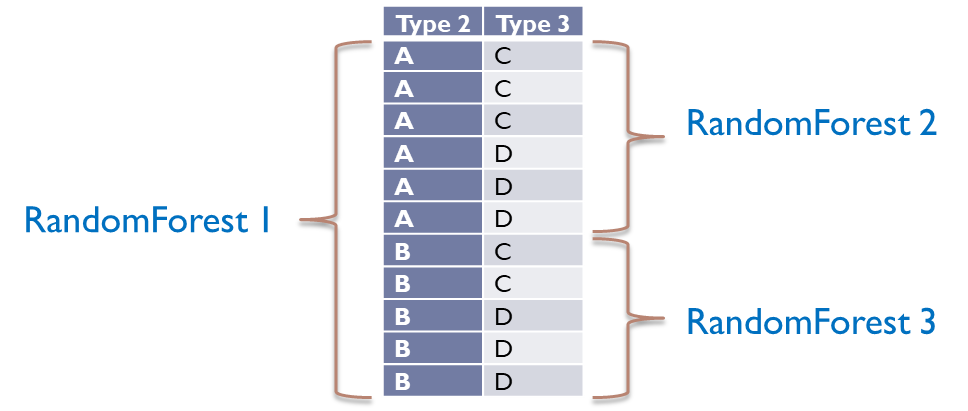 Type 2 Type 3
A C
A C
A C
A D
A D
A D
B C
B C
B D
B D
B D
RandomForest 1
RandomForest 2
RandomForest 3